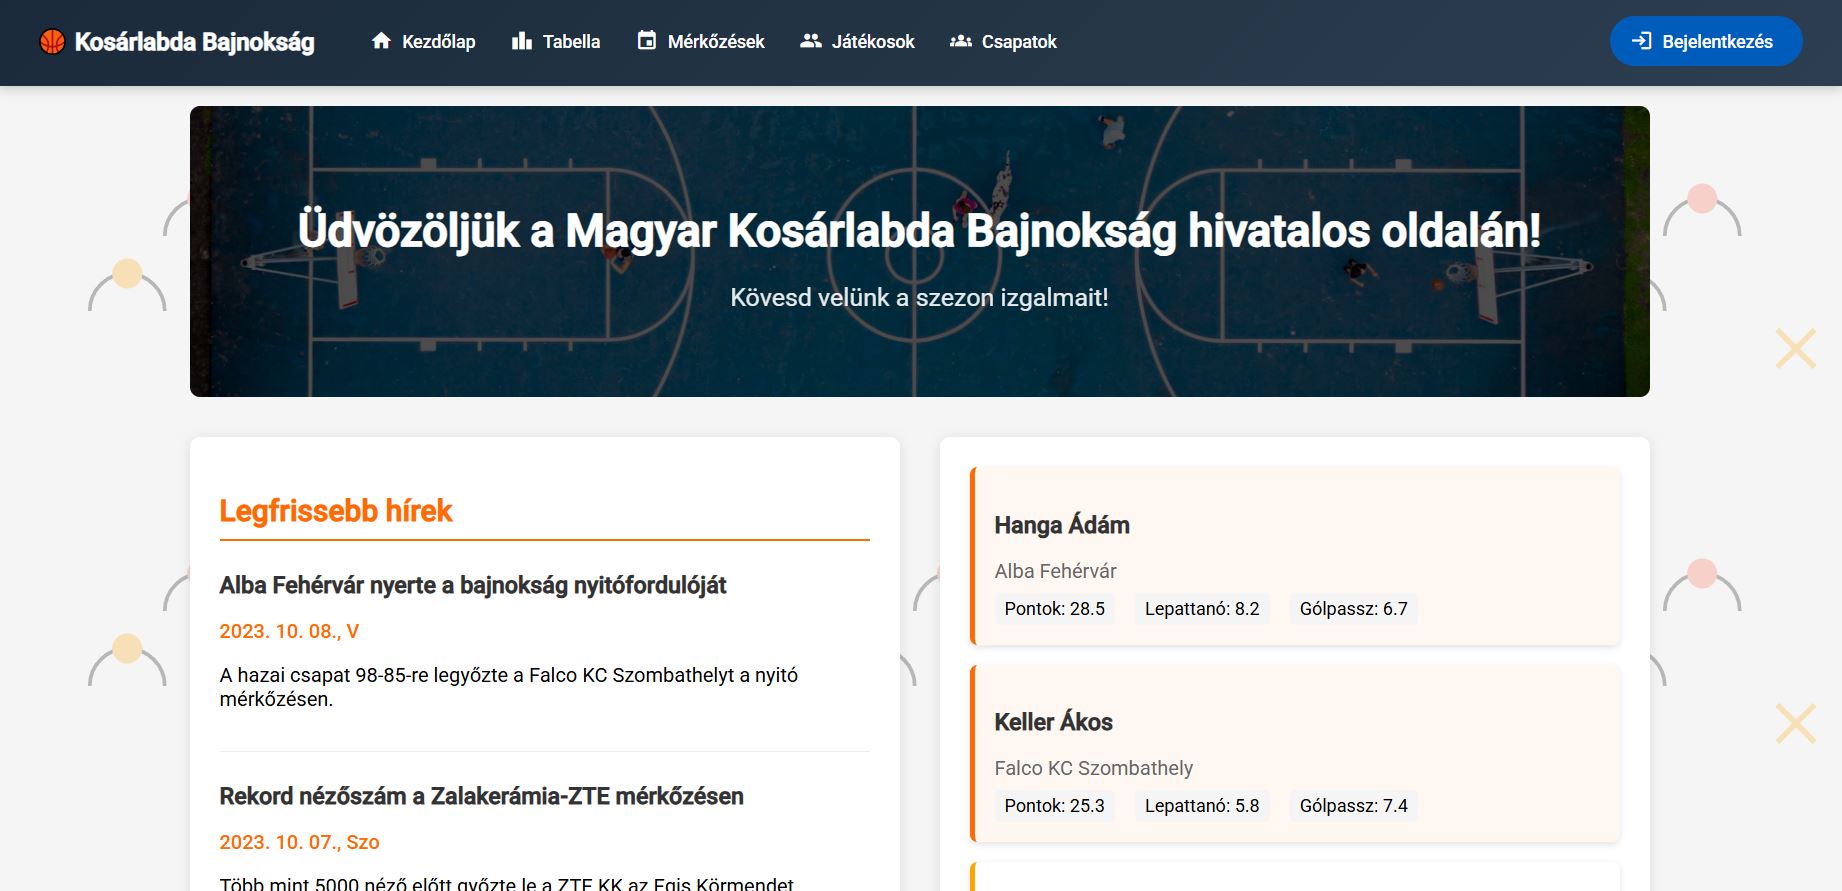 Kosárlabda Bajnokság
Kezdőlap
Tabella
Mérkőzések
Játékosok
Csapatok
Bejelentkezés
Üdvözöljük a Magyar Kosárlabda Bajnokság hivatalos oldalán!
Kövesd velünk a szezon izgalmait!
Legfrissebb hírek
Alba Fehérvár nyerte a bajnokság nyitófordulóját
2023. 10. 08., V
A hazai csapat 98-85-re legyőzte a Falco KC Szombathelyt a nyitó
mérkőzésen.
Rekord nézőszám a Zalakerámia-ZTE mérkőzésen
2023. 10. 07., Szo
Több mint 5000 néző előtt győzte le a ZTE KK az Egis Körmendet
Hanga Ádám
Alba Fehérvár
Pontok: 28.5
Lepattanó: 8.2
Gólpassz: 6.7
Keller Ákos
Falco KC Szombathely
Pontok: 25.3
Lepattanó: 5.8
Gólpassz: 7.4